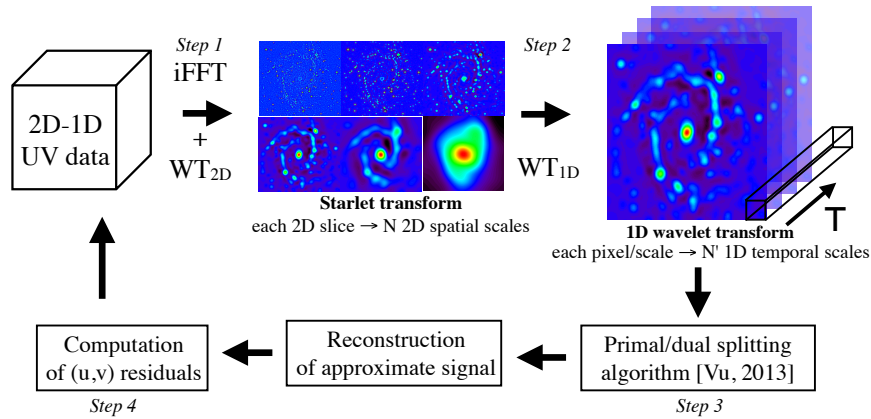 Step 1
iFFT
+
WT2D
2D-1D
UV data
Starlet transform
each 2D slice → N 2D spatial scales
Step 2
WT1D
T
1D wavelet transform
each pixel/scale → N' 1D temporal scales
Primal/dual splitting
algorithm [Vu, 2013]
Step 3
Reconstruction
of approximate signal
Computation
of (u,v) residuals
Step 4